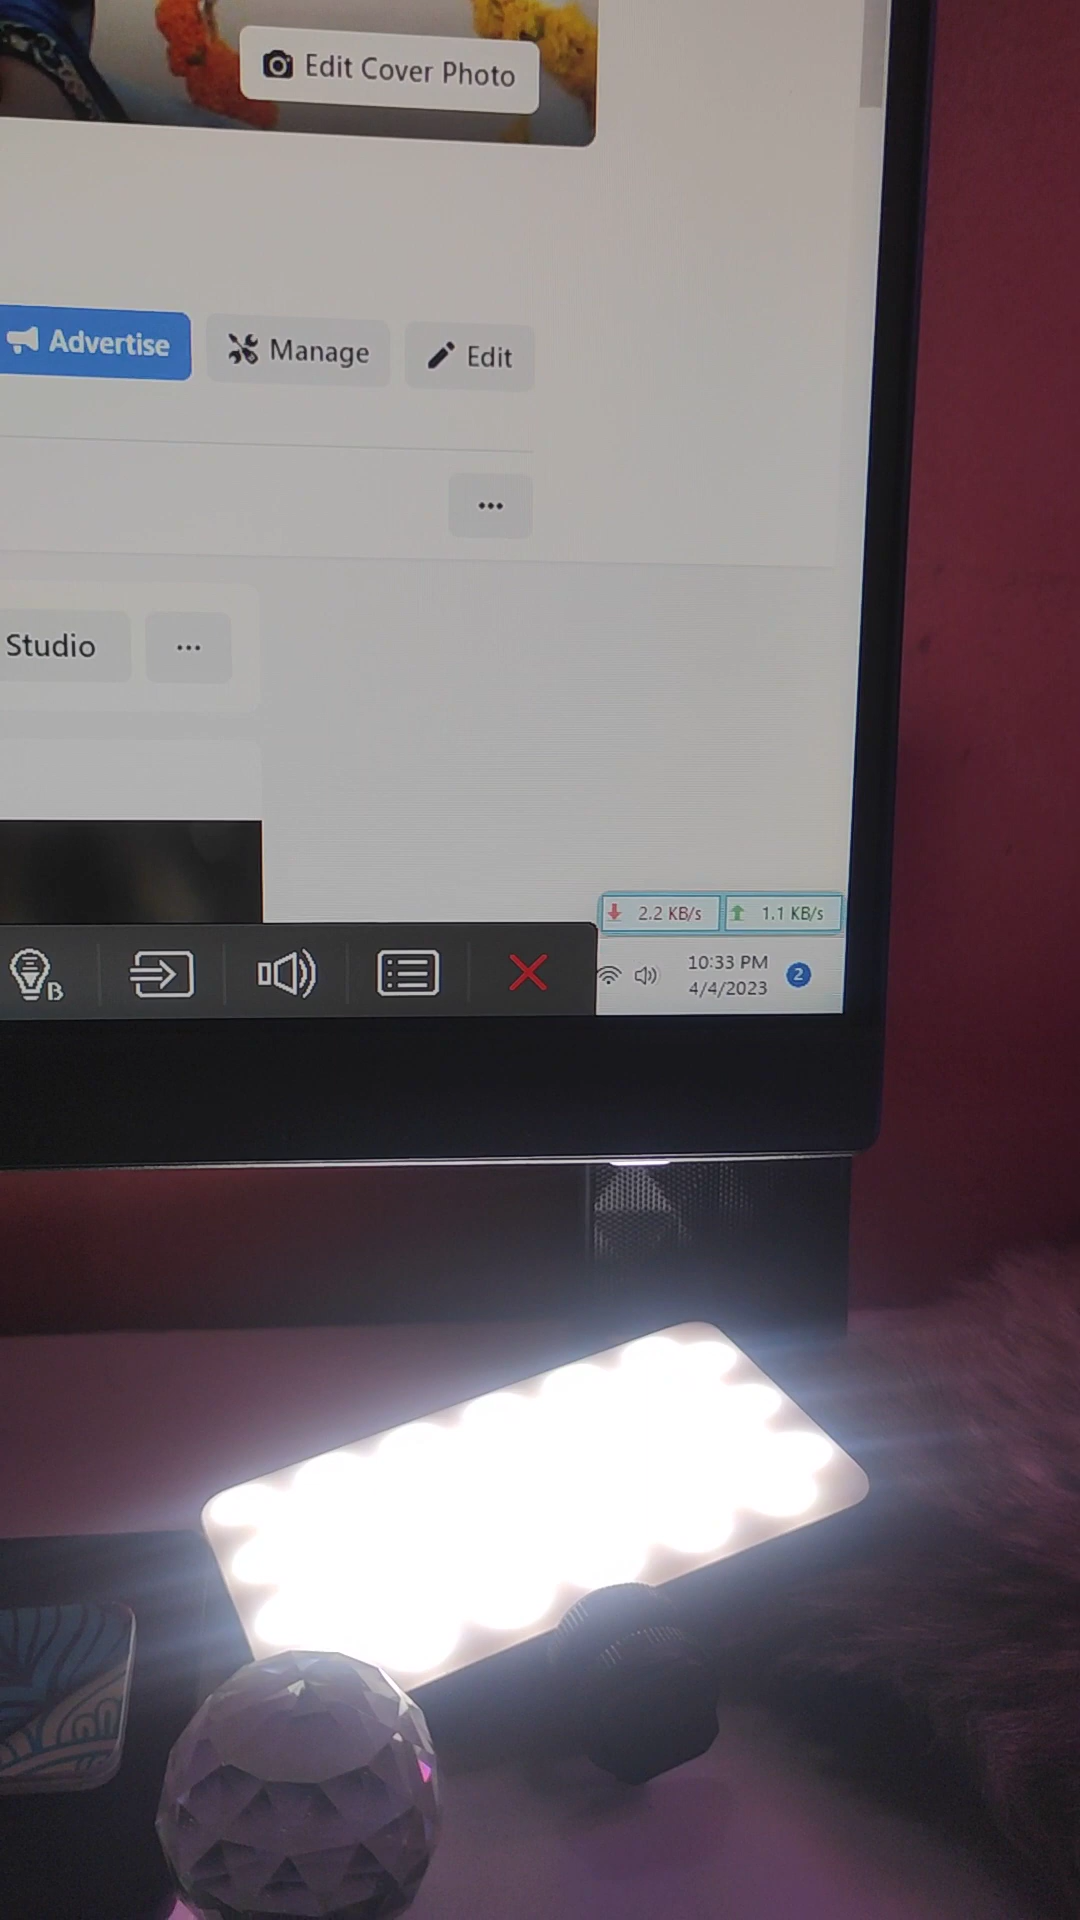 Edit Cover Photo
Advertise
Manage
Edit
Studio
2.2 KB/s
1.1 KB/s
10:33 PM
4/4/2023
2
B